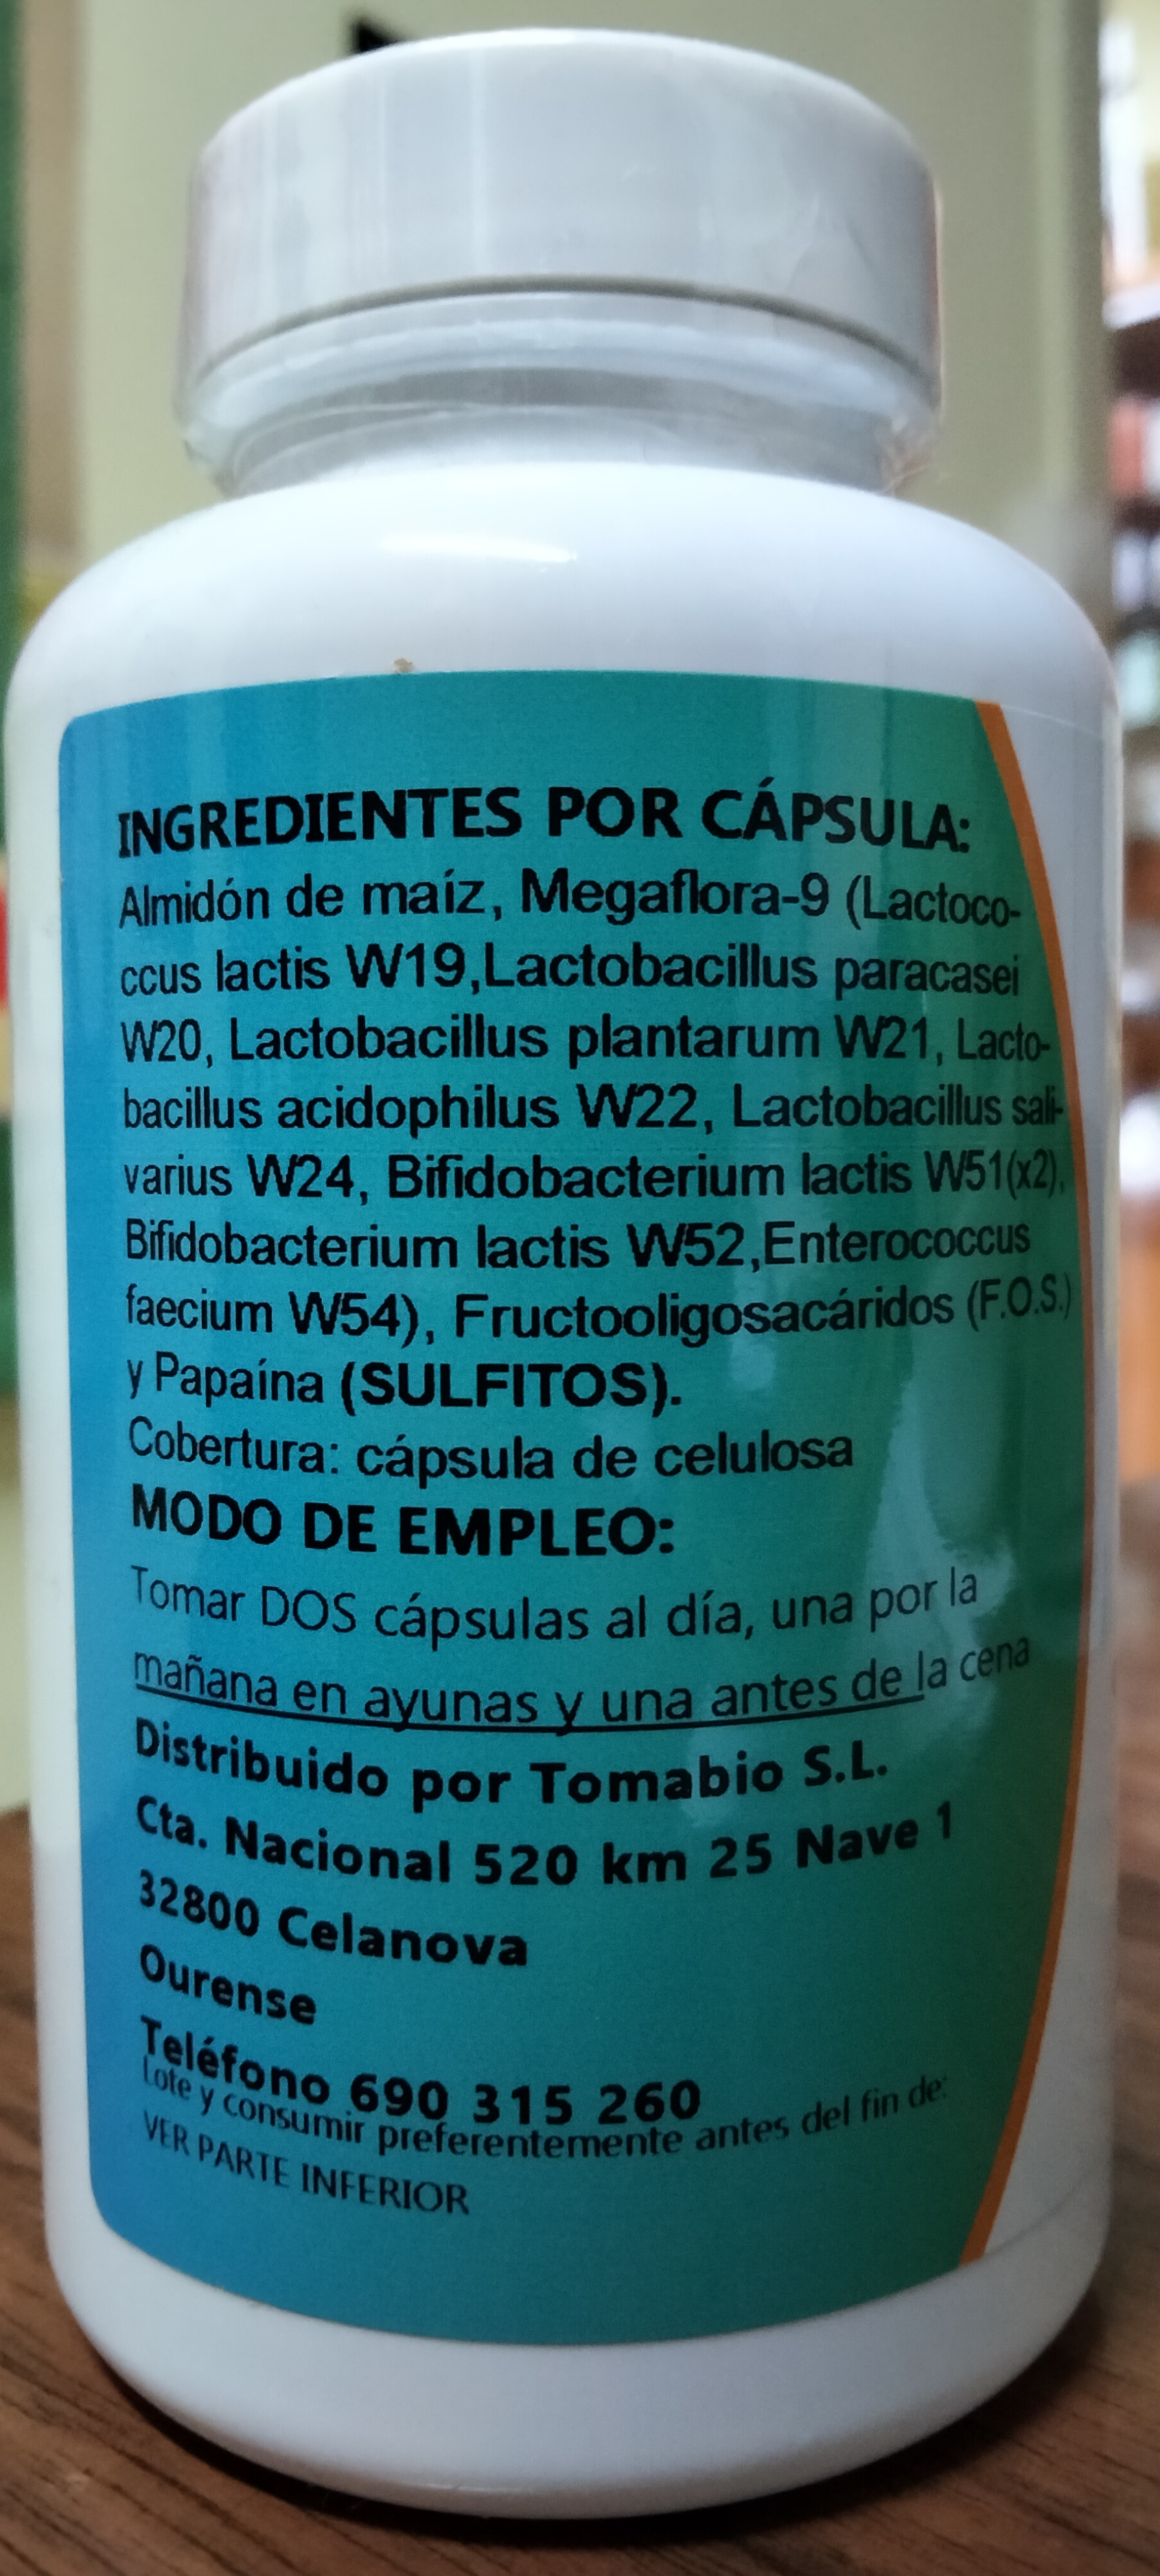 INGREDIENTES POR CÁPSULA:
Almidón de maíz, Megaflora-9 (Lactoco-
ccus lactis W19,Lactobacillus paracasei
W20, Lactobacillus plantarum W21, Lacto-
bacillus acidophilus W22, Lactobacillus sali-
varius W24, Bifidobacterium lactis W51(x2),
Bifidobacterium lactis W52,Enterococcus
faecium W54), Fructooligosacáridos (F.O.S.)
y Papaína (SULFITOS).
Cobertura: cápsula de celulosa
MODO DE EMPLEO:
Tomar DOS cápsulas al día, una por la
mañana en ayunas y una antes de la cena
Distribuido por Tomabio S.L.
Cta. Nacional 520 km 25 Nave 1
32800 Celanova
Ourense
Teléfono 690 315 260
Lote y consumir preferentemente antes del fin de:
VER PARTE INFERIOR